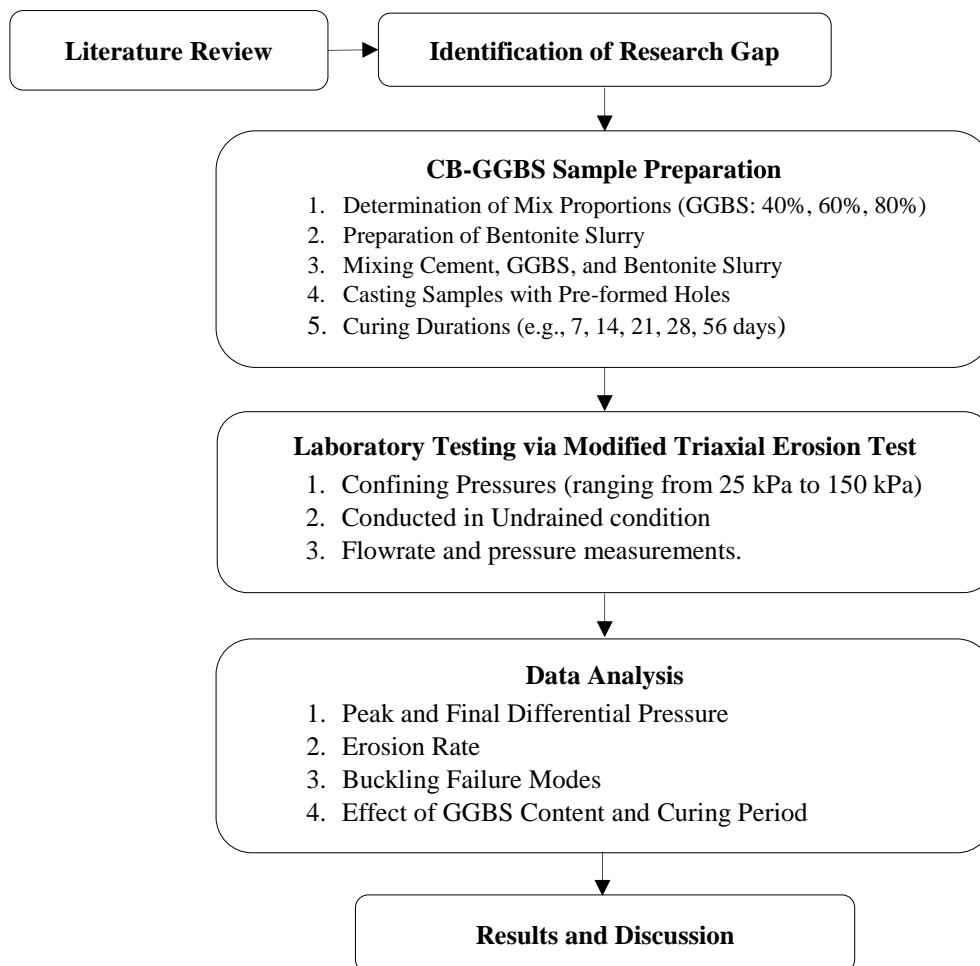 Literature Review
Identification of Research Gap
CB-GGBS Sample Preparation
1. Determination of Mix Proportions (GGBS: 40%, 60%, 80%)
2. Preparation of Bentonite Slurry
3. Mixing Cement, GGBS, and Bentonite Slurry
4. Casting Samples with Pre-formed Holes
5. Curing Durations (e.g., 7, 14, 21, 28, 56 days)
Laboratory Testing via Modified Triaxial Erosion Test
1. Confining Pressures (ranging from 25 kPa to 150 kPa)
2. Conducted in Undrained condition
3. Flowrate and pressure measurements.
Data Analysis
1. Peak and Final Differential Pressure
2. Erosion Rate
3. Buckling Failure Modes
4. Effect of GGBS Content and Curing Period
Results and Discussion